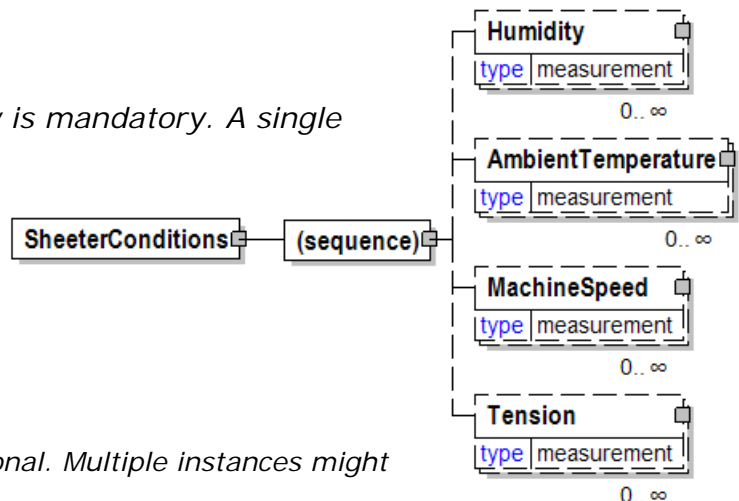 Humidity
type measurement
0.. ∞
is mandatory. A single
AmbientTemperature
type measurement
0.. ∞
SheeterConditions
(sequence)
MachineSpeed
type measurement
0.. ∞
Tension
type measurement
onal. Multiple instances might
0.. ∞